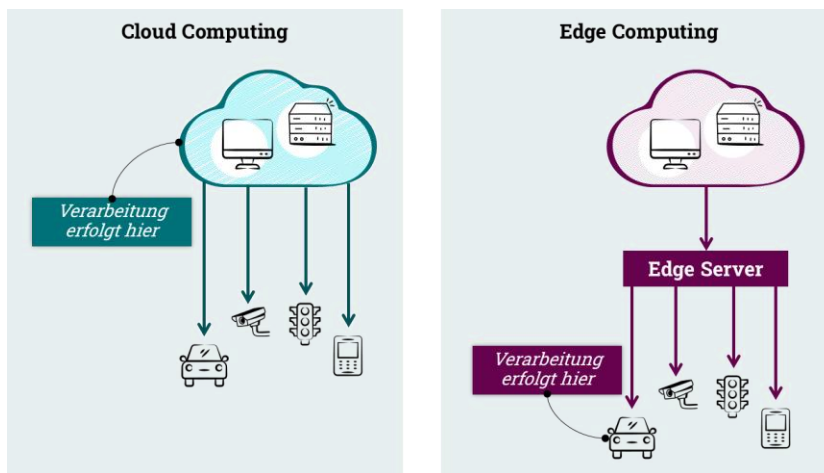 Cloud Computing
Verarbeitung
erfolgt hier
Edge Computing
Edge Server
Verarbeitung
erfolgt hier